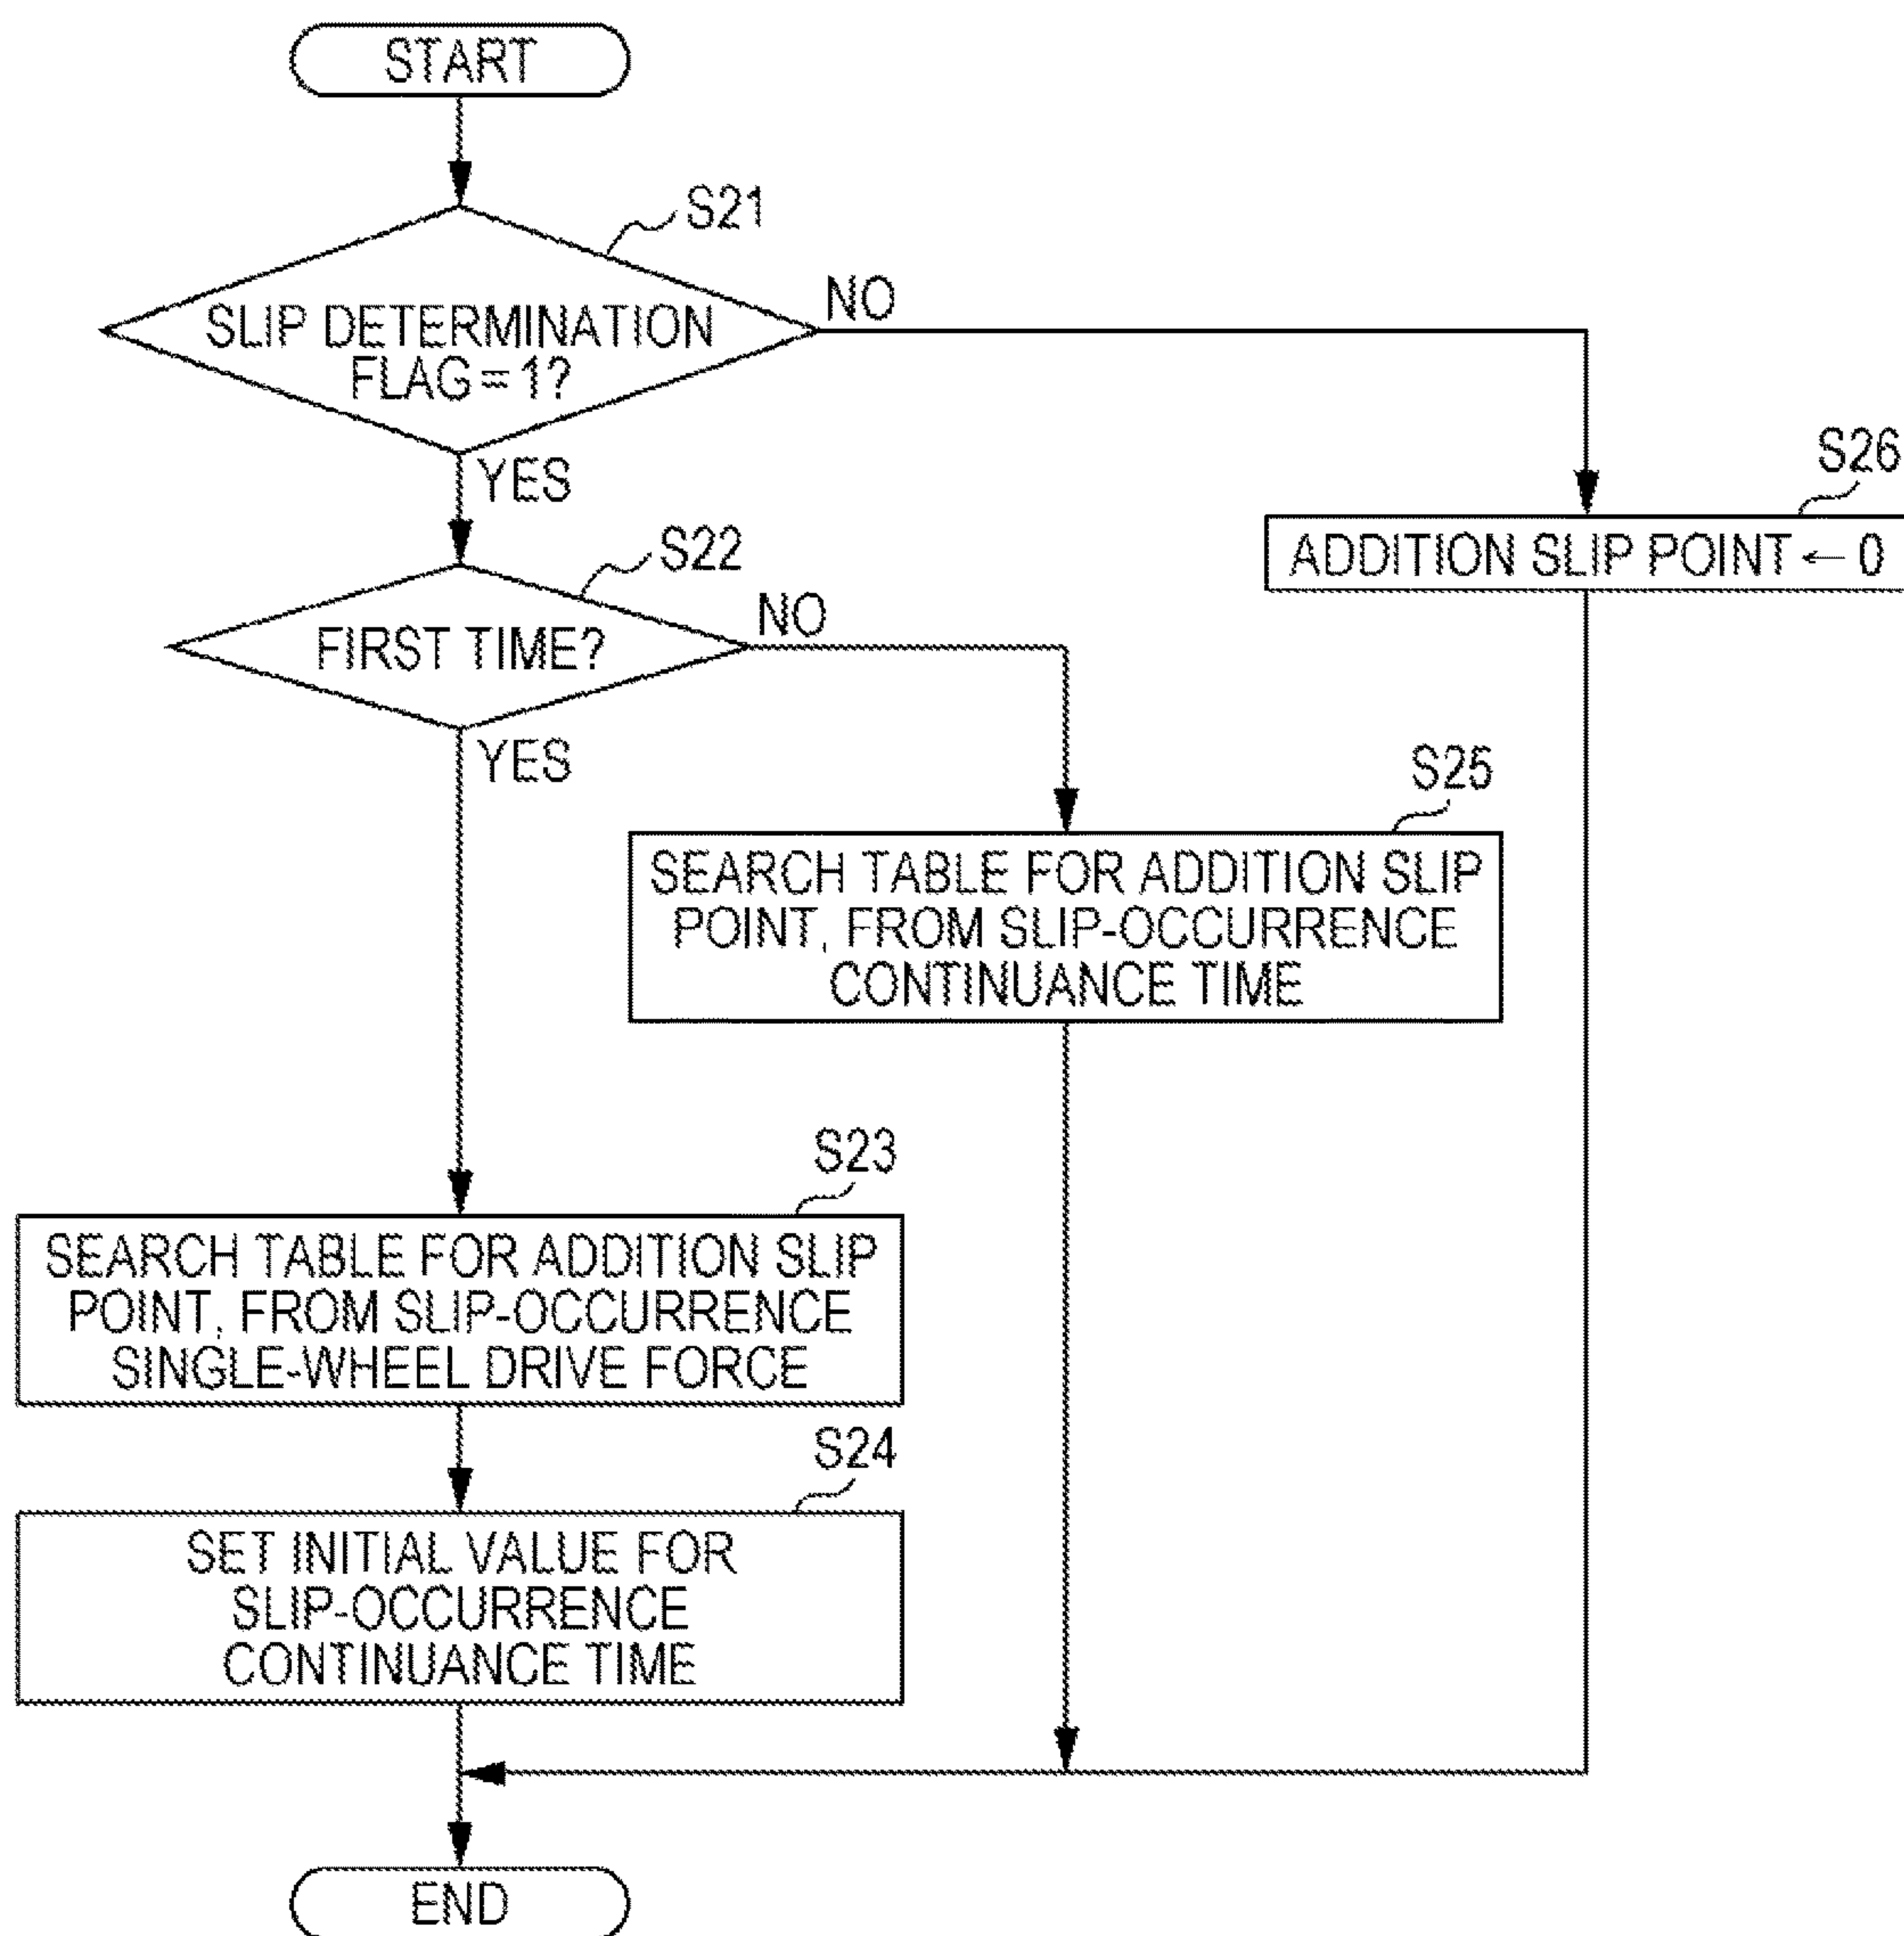 START
S21
SLIP DETERMINATION
FLAG = 1?
NO
YES
S26
ADDITION SLIP POINT ← 0
S22
FIRST TIME?
NO
YES
S25
SEARCH TABLE FOR ADDITION SLIP
POINT, FROM SLIP-OCCURRENCE
CONTINUANCE TIME
S23
SEARCH TABLE FOR ADDITION SLIP
POINT, FROM SLIP-OCCURRENCE
SINGLE-WHEEL DRIVE FORCE
S24
SET INITIAL VALUE FOR
SLIP-OCCURRENCE
CONTINUANCE TIME
END